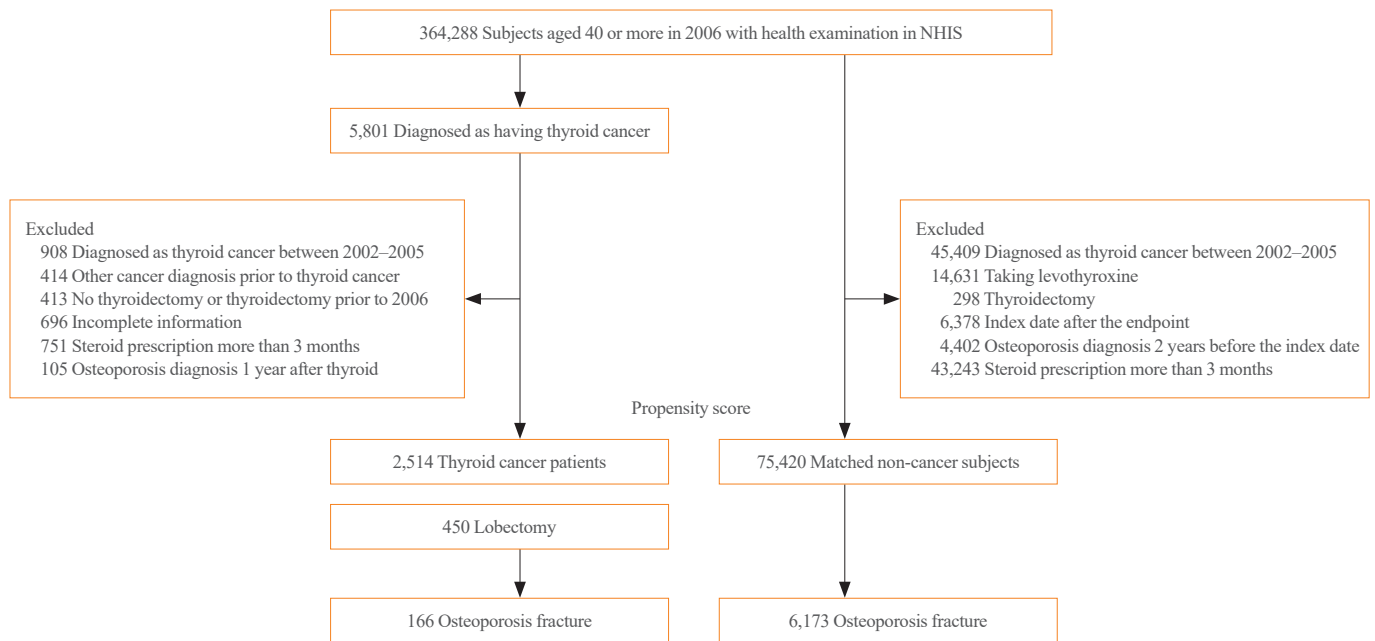 364,288 Subjects aged 40 or more in 2006 with health examination in NHIS
5,801 Diagnosed as having thyroid cancer
Excluded
908 Diagnosed as thyroid cancer between 2002–2005
414 Other cancer diagnosis prior to thyroid cancer
413 No thyroidectomy or thyroidectomy prior to 2006
696 Incomplete information
751 Steroid prescription more than 3 months
105 Osteoporosis diagnosis 1 year after thyroid
Excluded
45,409 Diagnosed as thyroid cancer between 2002–2005
14,631 Taking levothyroxine
298 Thyroidectomy
6,378 Index date after the endpoint
4,402 Osteoporosis diagnosis 2 years before the index date
43,243 Steroid prescription more than 3 months
Propensity score
2,514 Thyroid cancer patients
75,420 Matched non-cancer subjects
450 Lobectomy
166 Osteoporosis fracture
6,173 Osteoporosis fracture